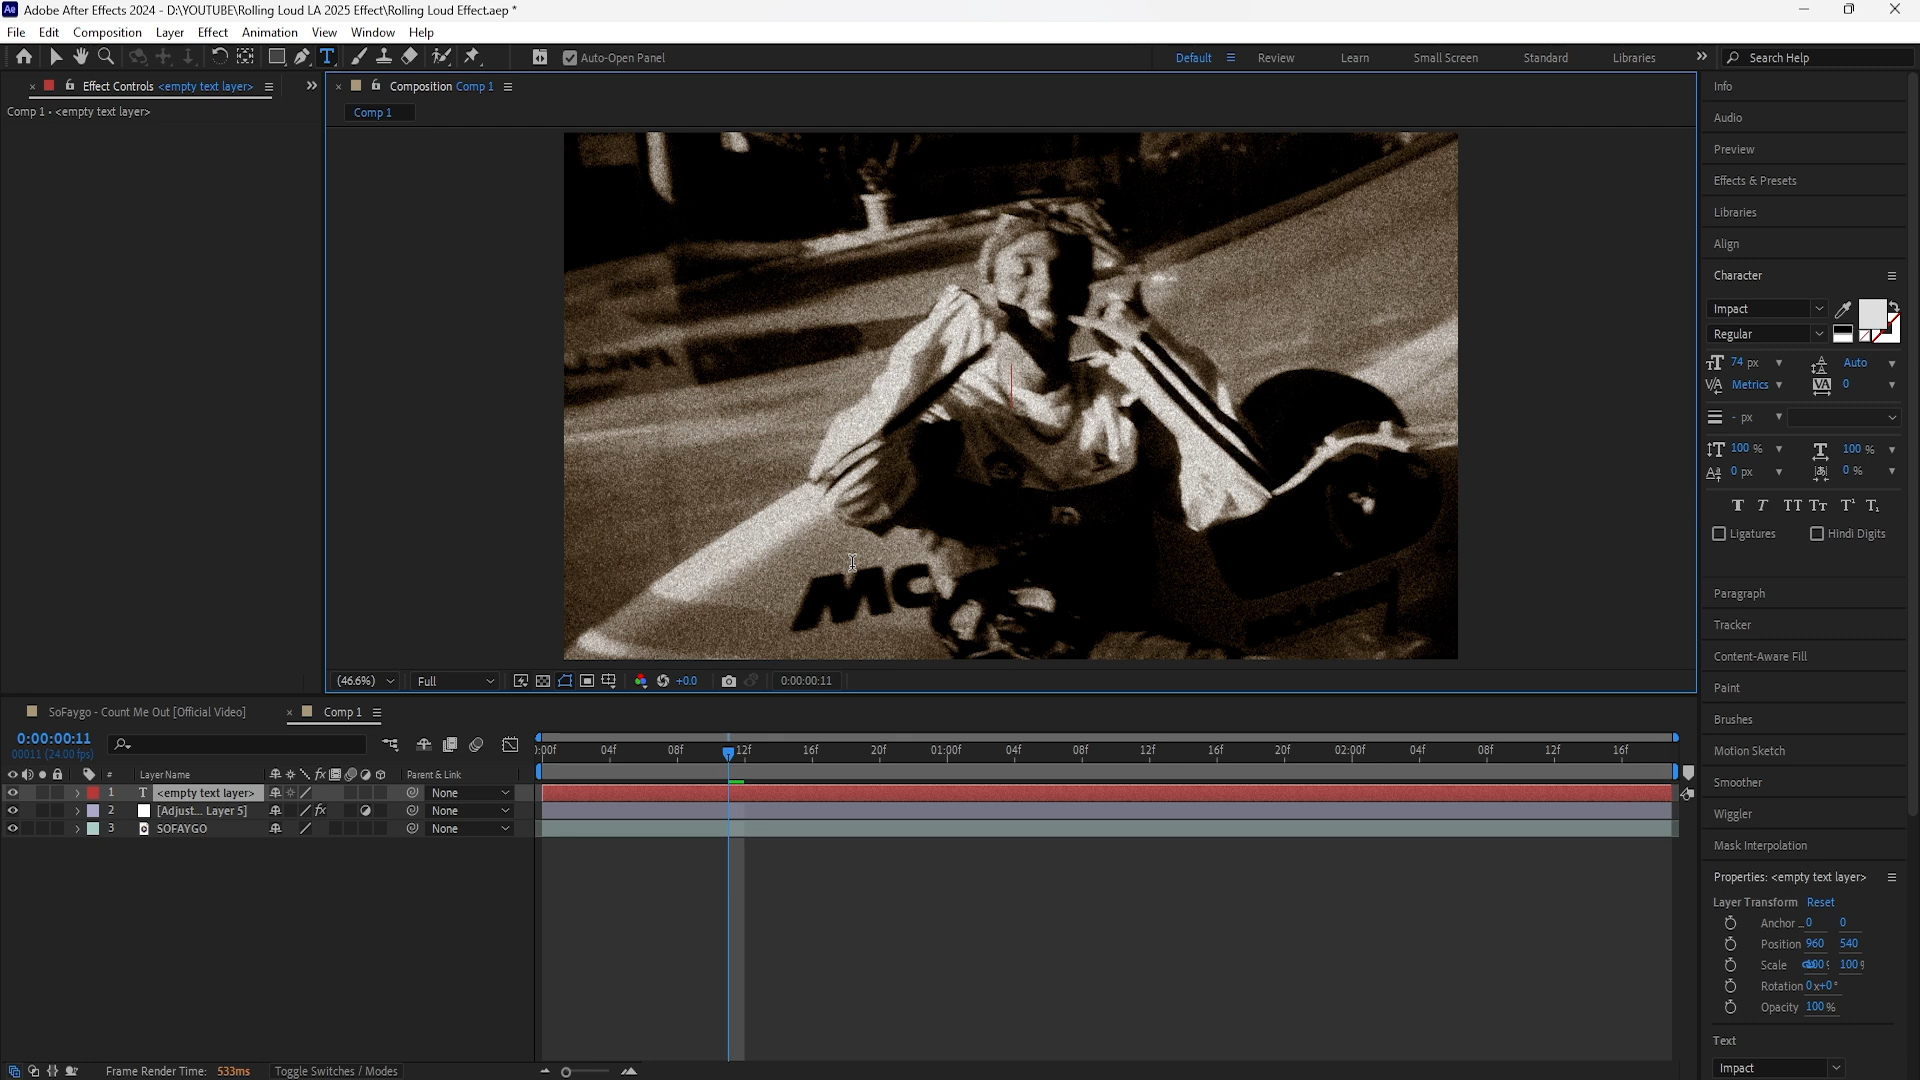 Ae Adobe After Effects 2024 - D:\YOUTUBE\Rolling Loud LA 2025 Effect\Rolling Loud Effect.aep *
File Edit Composition Layer Effect Animation View Window Help
Auto-Open Panel Default Review Learn Small Screen Standard Libraries Search Help
Effect Controls <empty text layer>
Comp 1 • <empty text layer>
Composition Comp 1
Comp 1
MC
(46.6%) Full +0.0 0:00:00:11
Info
Audio
Preview
Effects & Presets
Libraries
Align
Character
Impact
Regular
74 px Auto
Metrics 0
- px
100 % 100 %
0 px 0 %
Ligatures Hindi Digits
Paragraph
Tracker
Content-Aware Fill
Paint
Brushes
Motion Sketch
Smoother
Wiggler
Mask Interpolation
Properties: <empty text layer>
Layer Transform Reset
Anchor ... 0 0
Position 960 540
Scale 100% 100%
Rotation 0x+0°
Opacity 100 %
Text
Impact
SoFaygo - Count Me Out [Official Video] Comp 1
0:00:00:11
00011 (24.00 fps)
# Layer Name Parent & Link
1 T <empty text layer> None
2 [Adjust... Layer 5] fx None
3 SOFAYGO None
):00f 04f 08f 12f 16f 20f 01:00f 04f 08f 12f 16f 20f 02:00f 04f 08f 12f 16f
Frame Render Time: 533ms Toggle Switches / Modes